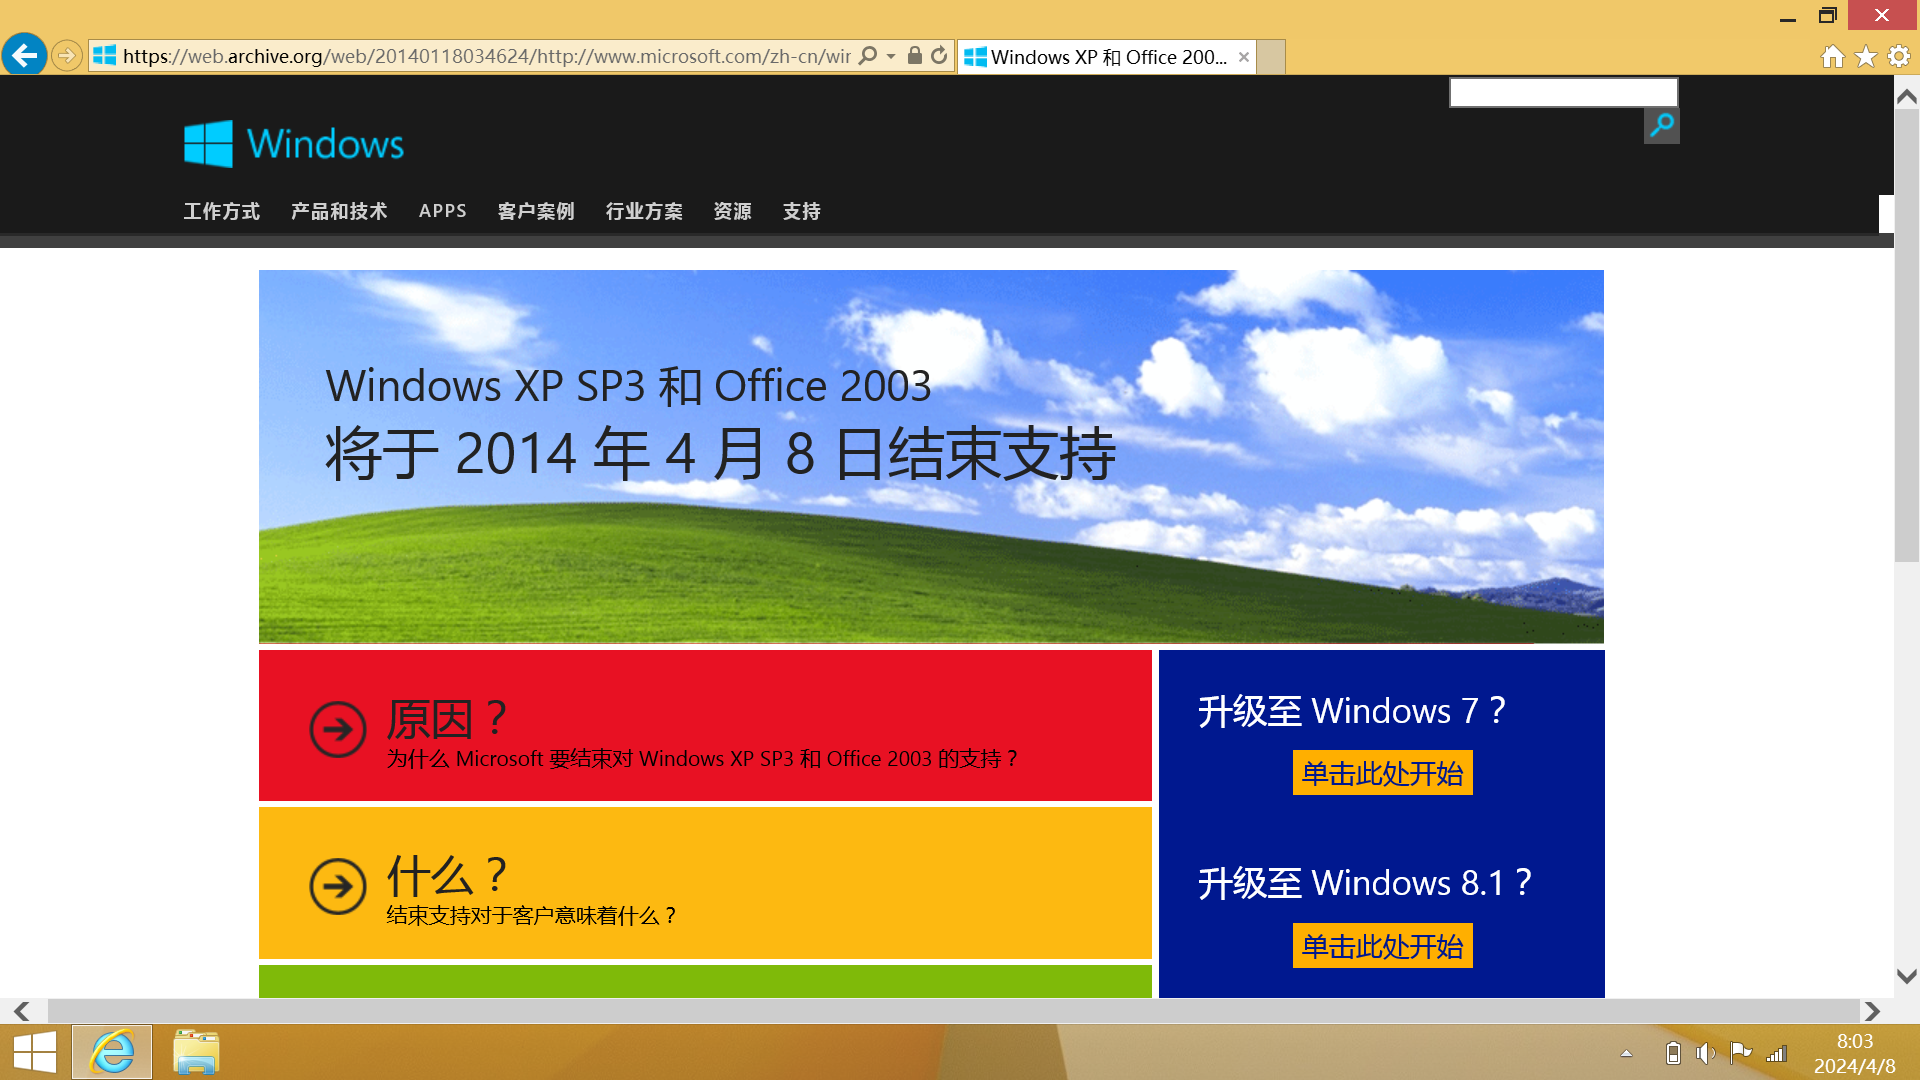 https://web.archive.org/web/20140118034624/http://www.microsoft.com/zh-cn/wir
Windows XP 和 Office 200...
Windows
工作方式 产品和技术 APPS 客户案例 行业方案 资源 支持
Windows XP SP3 和 Office 2003
将于 2014 年 4 月 8 日结束支持
原因？
为什么 Microsoft 要结束对 Windows XP SP3 和 Office 2003 的支持？
什么？
结束支持对于客户意味着什么？
升级至 Windows 7？
单击此处开始
升级至 Windows 8.1？
单击此处开始
8:03
2024/4/8